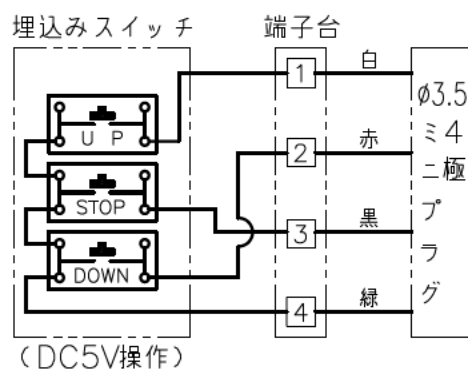 埋込みスイッチ
端子台
UP
STOP
DOWN
(DC5V操作)
1
2
3
4
白
赤
黒
緑
φ3.5
ミニプラグ
4極